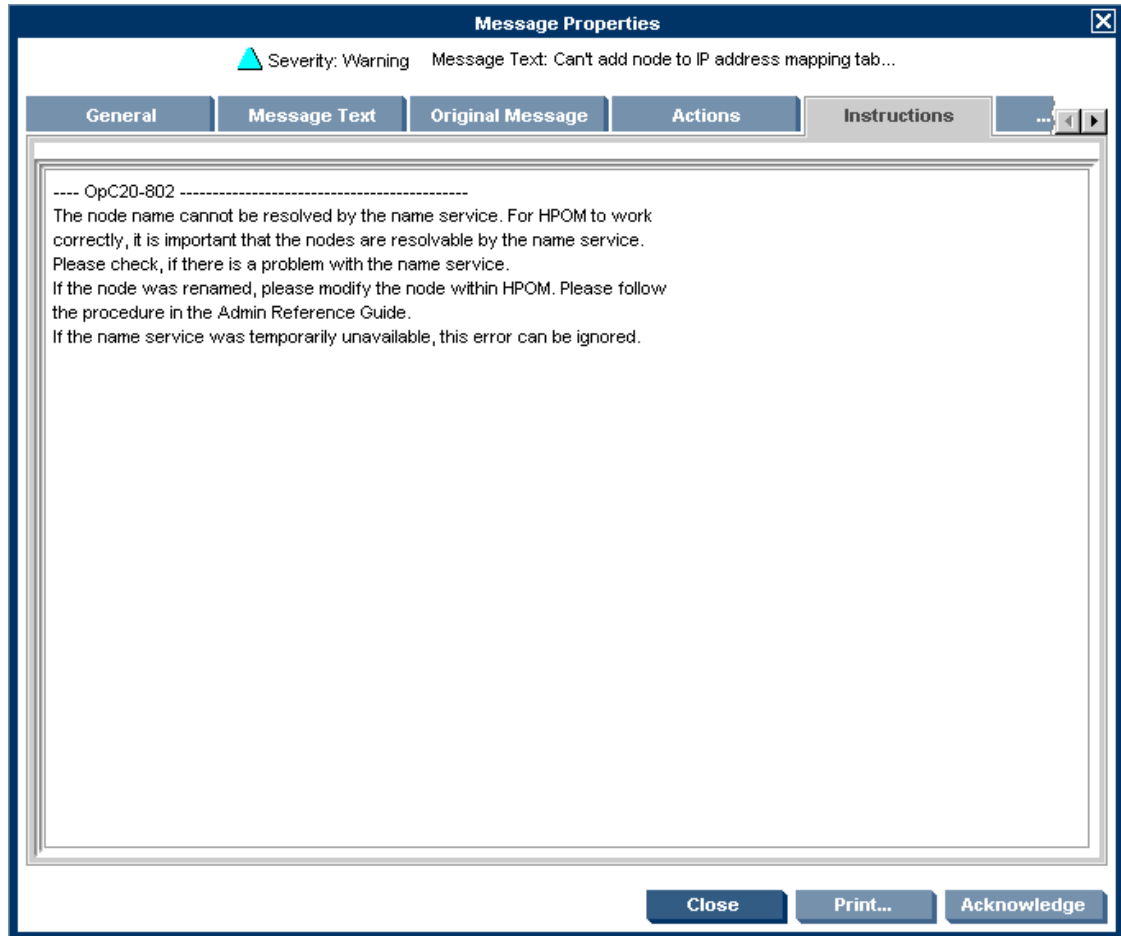 Message Properties
Severity: Warning Message Text: Can't add node to IP address mapping tab...
General Message Text Original Message Actions Instructions ...
---- OpC20-802 --------------------------------------------
The node name cannot be resolved by the name service. For HPOM to work
correctly, it is important that the nodes are resolvable by the name service.
Please check, if there is a problem with the name service.
If the node was renamed, please modify the node within HPOM. Please follow
the procedure in the Admin Reference Guide.
If the name service was temporarily unavailable, this error can be ignored.
Close Print... Acknowledge